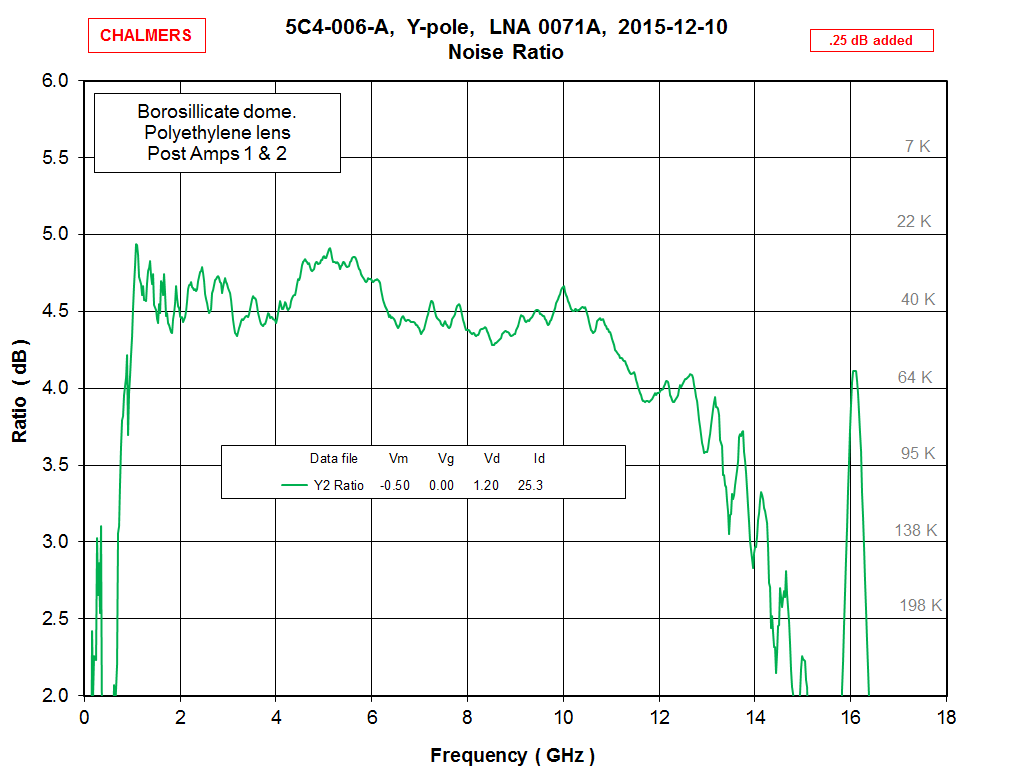 CHALMERS
5C4-006-A, Y-pole, LNA 0071A, 2015-12-10
Noise Ratio
.25 dB added
Borosillicate dome.
Polyethylene lens
Post Amps 1 & 2
6.0
5.5
5.0
4.5
4.0
3.5
3.0
2.5
2.0
Ratio ( dB )
7 K
22 K
40 K
64 K
95 K
138 K
198 K
Data file Vm Vg Vd Id
Y2 Ratio -0.50 0.00 1.20 25.3
0 2 4 6 8 10 12 14 16 18
Frequency ( GHz )